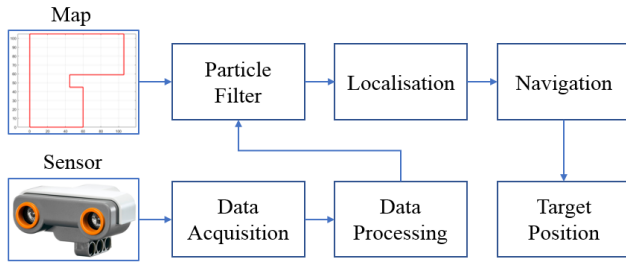 Map
Particle
Filter
Localisation
Navigation
Sensor
Data
Acquisition
Data
Processing
Target
Position